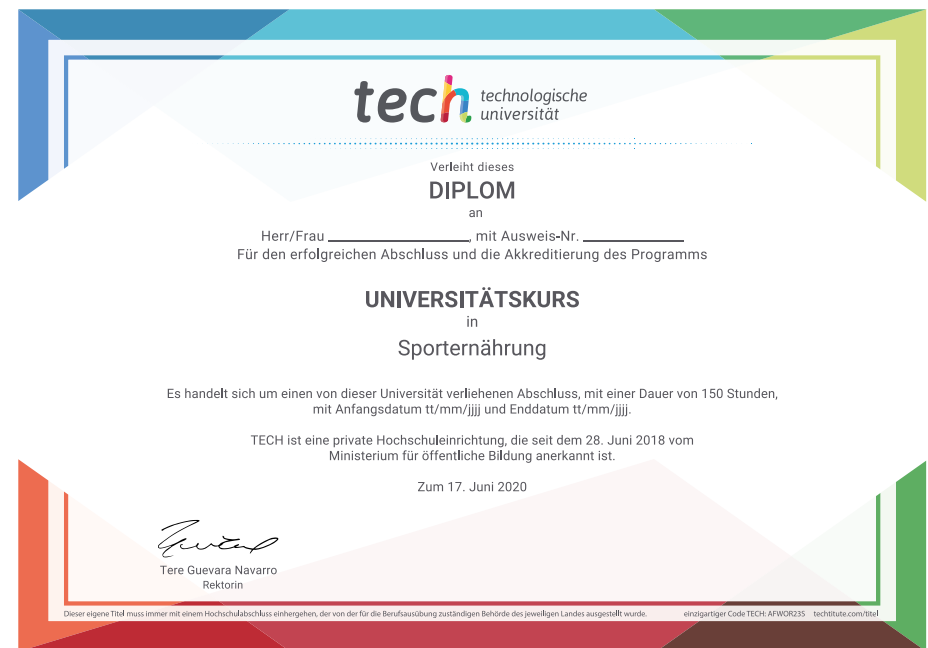 tech technologische
universität
Verleiht dieses
DIPLOM
an
Herr/Frau ____________________, mit Ausweis-Nr. ______________
Für den erfolgreichen Abschluss und die Akkreditierung des Programms
UNIVERSITÄTSKURS
in
Sporternährung
Es handelt sich um einen von dieser Universität verliehenen Abschluss, mit einer Dauer von 150 Stunden,
mit Anfangsdatum tt/mm/jjjj und Enddatum tt/mm/jjjj.
TECH ist eine private Hochschuleinrichtung, die seit dem 28. Juni 2018 vom
Ministerium für öffentliche Bildung anerkannt ist.
Zum 17. Juni 2020
Tere Guevara Navarro
Rektorin
Dieser eigene Titel muss immer mit einem Hochschulabschluss einhergehen, der von der für die Berufsausübung zuständigen Behörde des jeweiligen Landes ausgestellt wurde. einzigartiger Code TECH: AFWOR23S techtitute.com/titel